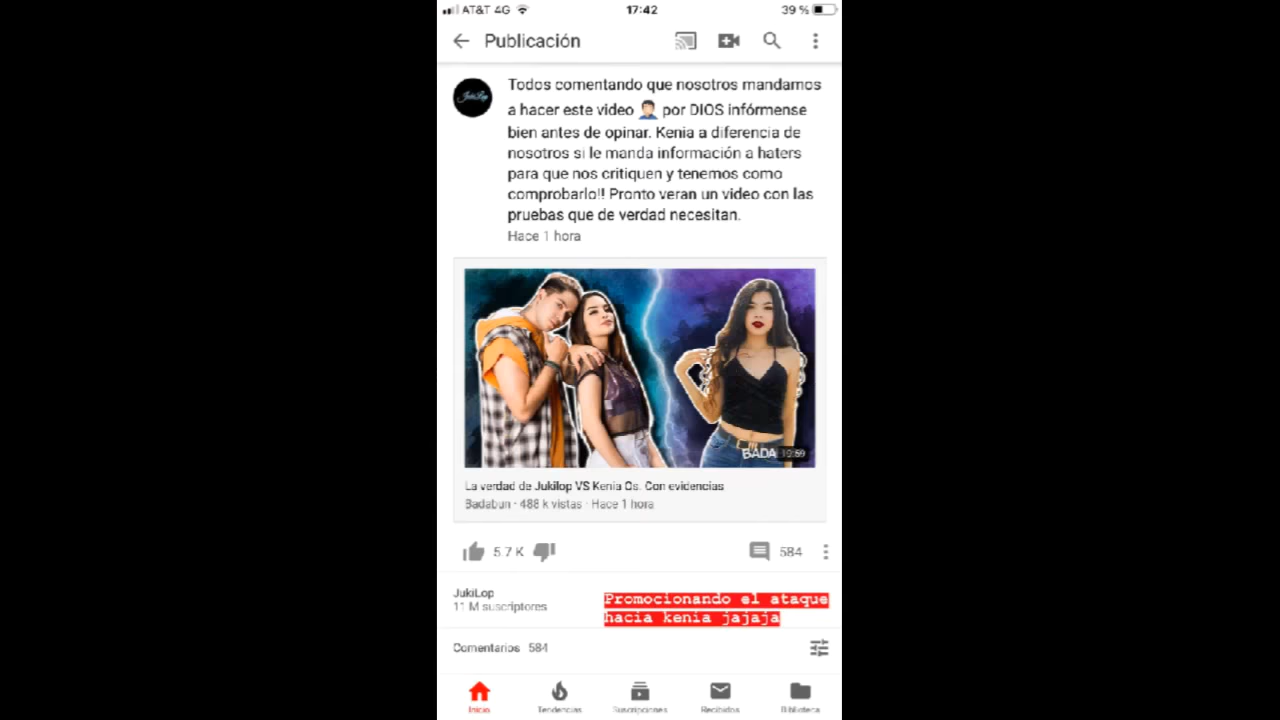 AT&T 4G 17:42 39 %
Publicación
JukiLop
Todos comentando que nosotros mandamos
a hacer este video 🤦🏻‍♂️ por DIOS infórmense
bien antes de opinar. Kenia a diferencia de
nosotros si le manda información a haters
para que nos critiquen y tenemos como
comprobarlo!! Pronto veran un video con las
pruebas que de verdad necesitan.
Hace 1 hora
BADA 10:59
La verdad de Jukilop VS Kenia Os. Con evidencias
Badabun · 488 k vistas · Hace 1 hora
5.7 K 584
JukiLop
11 M suscriptores
Promocionando el ataque
hacia kenia jajaja
Comentarios 584
Inicio Tendencias Suscripciones Recibidos Biblioteca